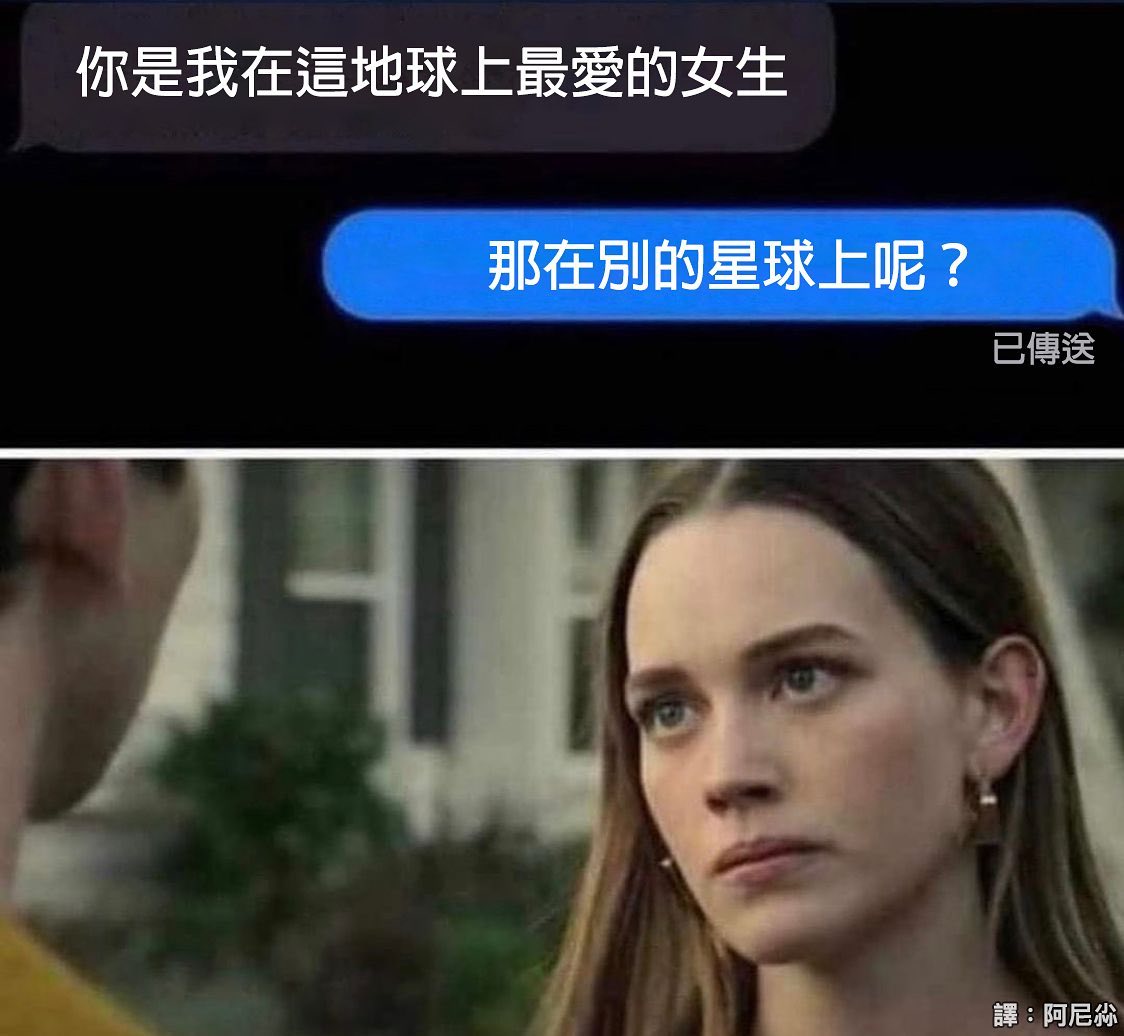 你是我在這地球上最愛的女生
那在別的星球上呢？
已傳送
譯：阿尼尛